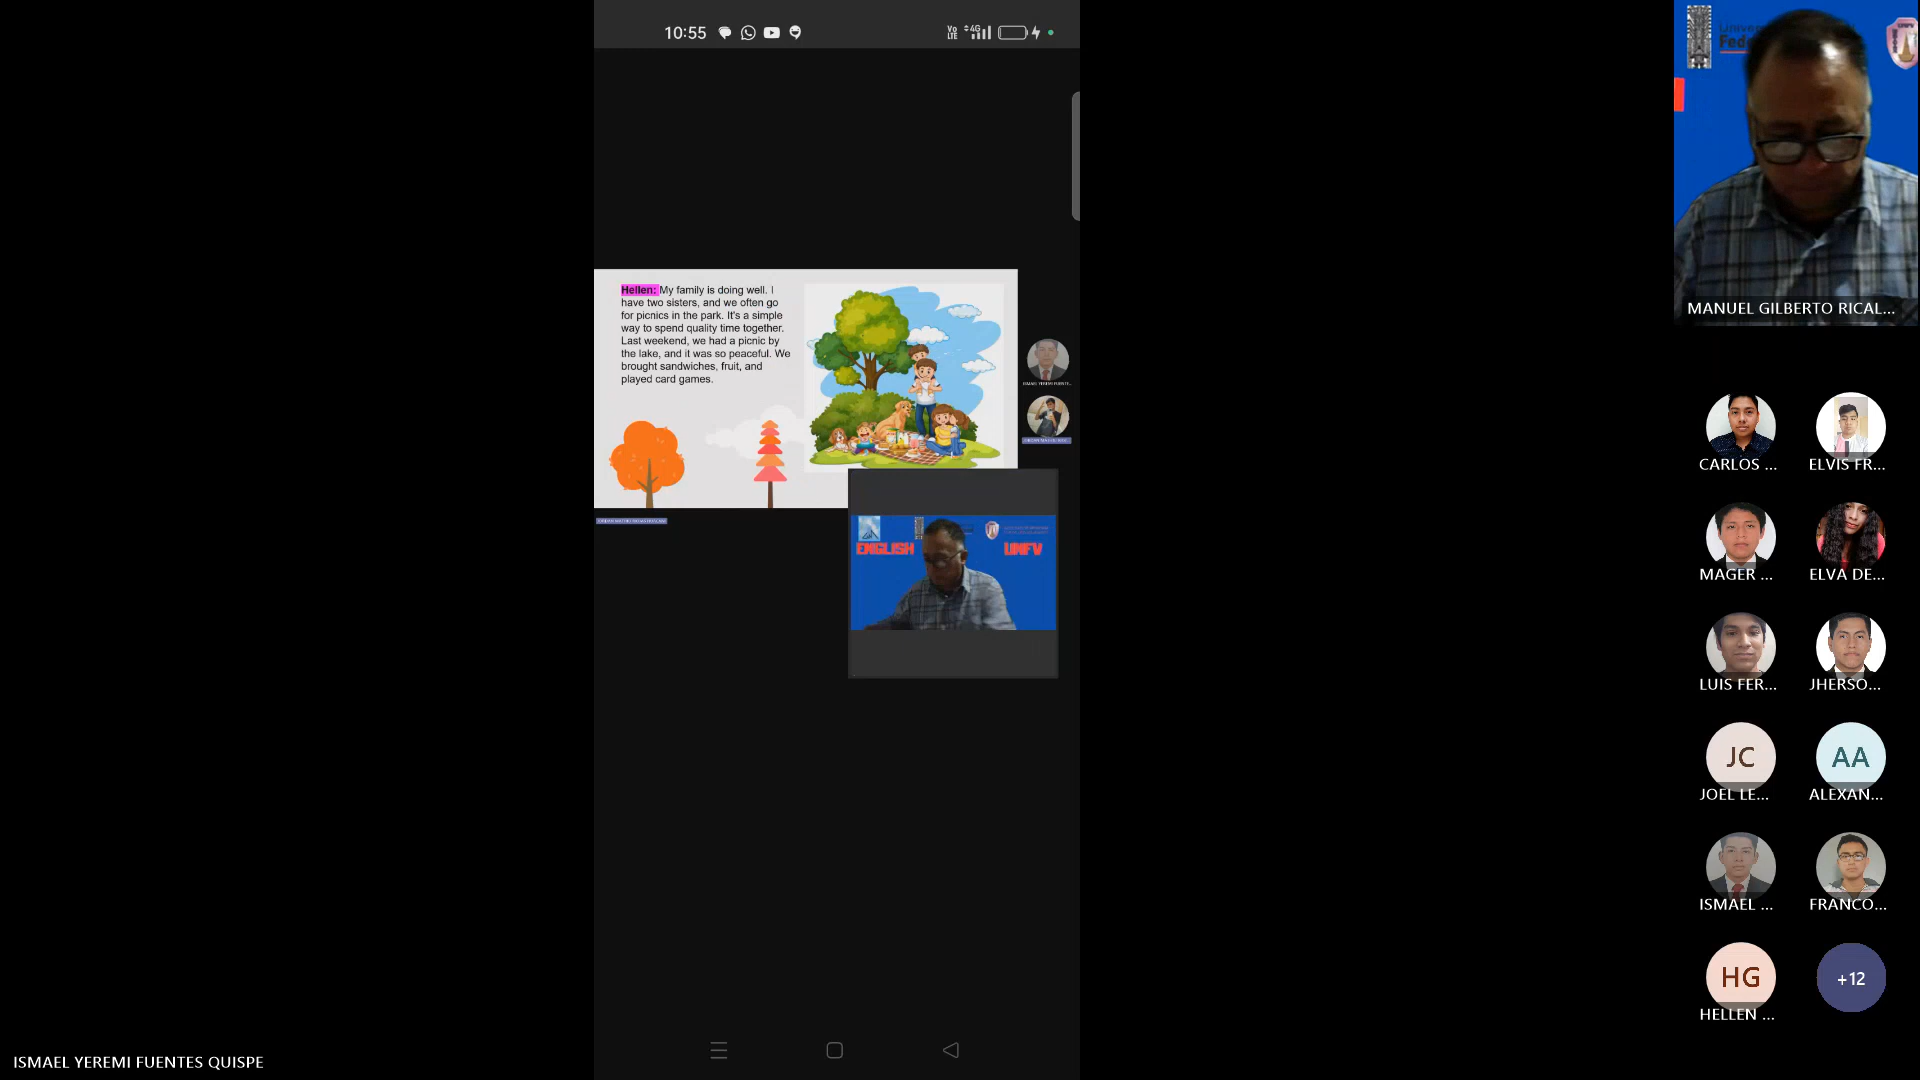 10:55
Vo
LTE
4G
Hellen: My family is doing well. I
have two sisters, and we often go
for picnics in the park. It's a simple
way to spend quality time together.
Last weekend, we had a picnic by
the lake, and it was so peaceful. We
brought sandwiches, fruit, and
played card games.
ENGLISH
UNFV
MANUEL GILBERTO RICAL...
CARLOS ...
ELVIS FR...
MAGER ...
ELVA DE...
LUIS FER...
JHERSO...
JC
AA
JOEL LE...
ALEXAN...
ISMAEL ...
FRANCO...
HG
+12
HELLEN ...
ISMAEL YEREMI FUENTES QUISPE